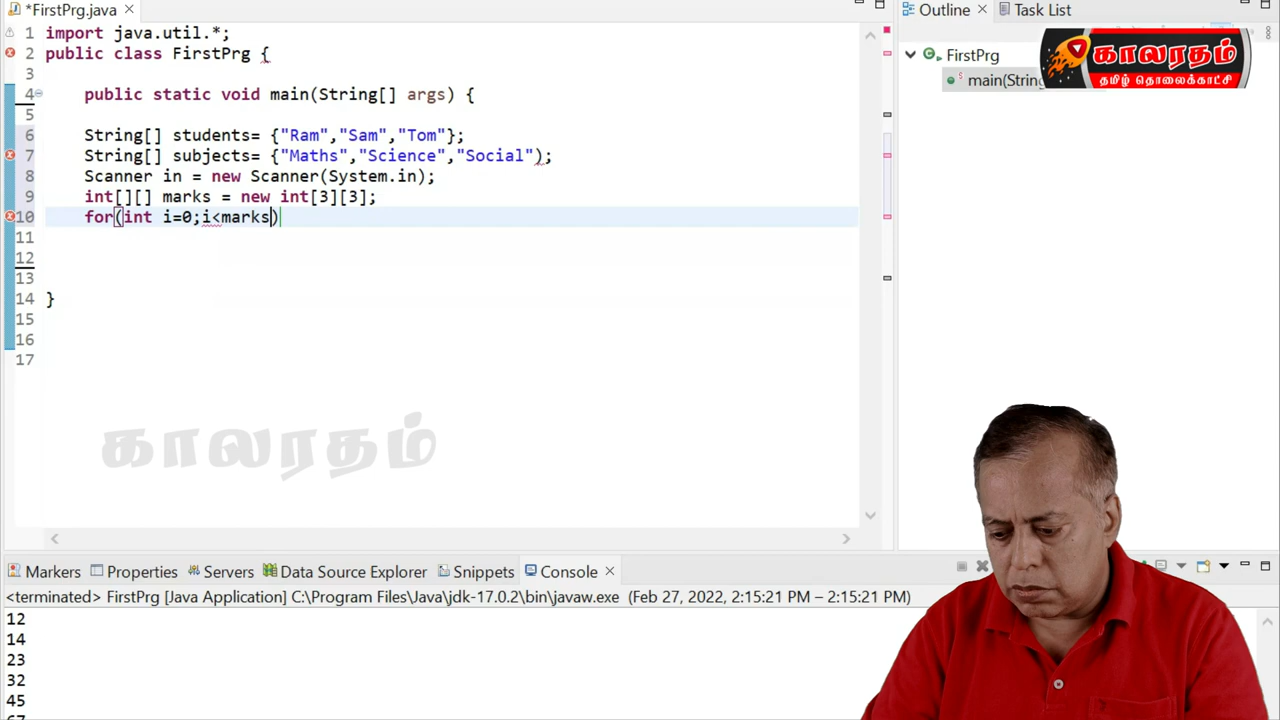 *FirstPrg.java
1 import java.util.*;
2 public class FirstPrg {
3
4 public static void main(String[] args) {
5
6 String[] students= {"Ram","Sam","Tom"};
7 String[] subjects= {"Maths","Science","Social");
8 Scanner in = new Scanner(System.in);
9 int[][] marks = new int[3][3];
10 for(int i=0;i<marks)
11
12
13
14 }
15
16
17
Outline Task List
FirstPrg
main(String
காலரதம்
தமிழ் தொலைக்காட்சி
காலரதம்
Markers Properties Servers Data Source Explorer Snippets Console
<terminated> FirstPrg [Java Application] C:\Program Files\Java\jdk-17.0.2\bin\javaw.exe (Feb 27, 2022, 2:15:21 PM – 2:15:21 PM)
12
14
23
32
45
67